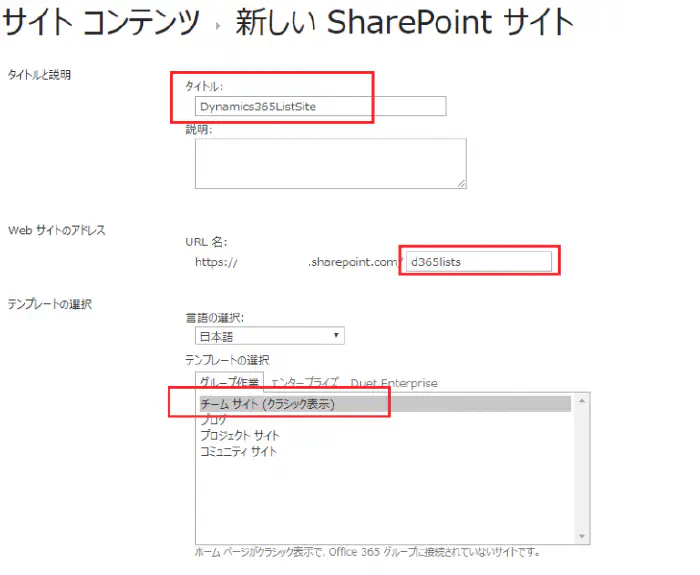 サイト コンテンツ ▸ 新しい SharePoint サイト
タイトルと説明
タイトル:
Dynamics365ListSite
説明:
Web サイトのアドレス
URL 名:
https:// .sharepoint.com/ d365lists
テンプレートの選択
言語の選択:
日本語
テンプレートの選択
グループ作業 エンタープライズ Duet Enterprise
チーム サイト (クラシック表示)
ブログ
プロジェクト サイト
コミュニティ サイト
ホーム ページがクラシック表示で、Office 365 グループに接続されていないサイトです。